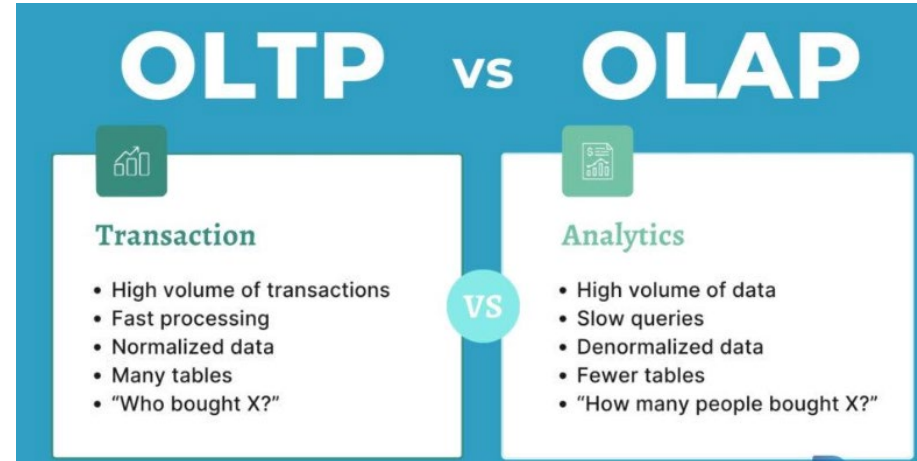 OLTP vs OLAP
Transaction
• High volume of transactions
• Fast processing
• Normalized data
• Many tables
• “Who bought X?”
VS
Analytics
• High volume of data
• Slow queries
• Denormalized data
• Fewer tables
• “How many people bought X?”